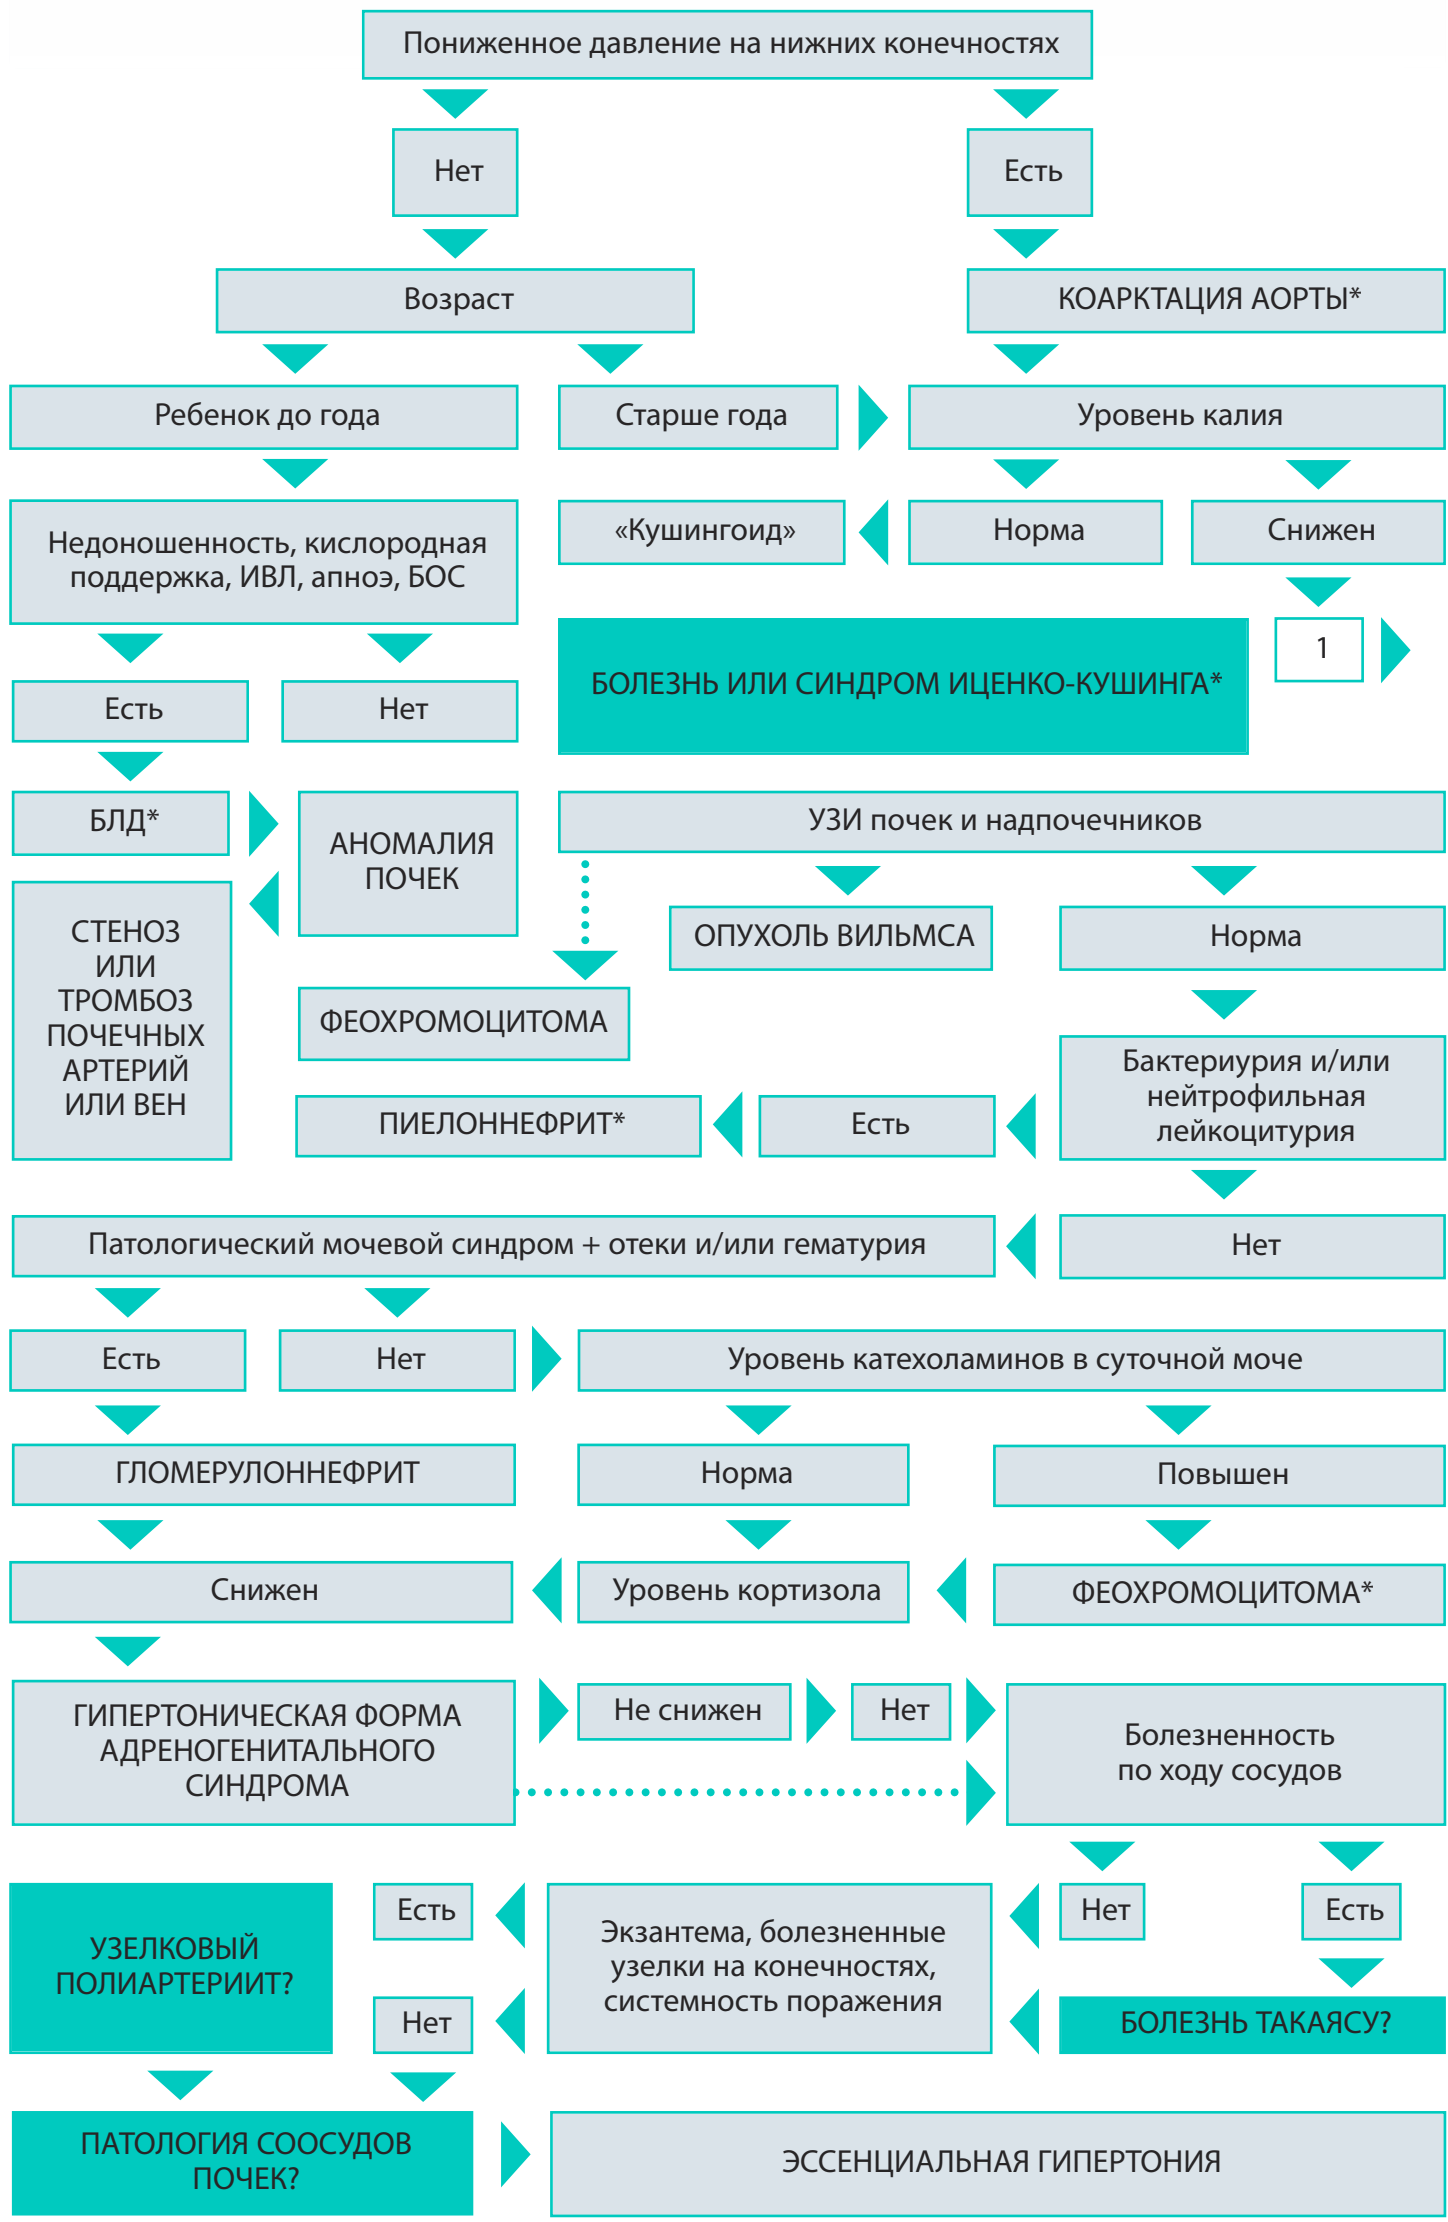 Пониженное давление на нижних конечностях
Нет
Есть
Возраст
КОАРКТАЦИЯ АОРТЫ*
Ребенок до года
Старше года
Уровень калия
Недоношенность, кислородная
поддержка, ИВЛ, апноэ, БОС
«Кушингоид»
Норма
Снижен
БОЛЕЗНЬ ИЛИ СИНДРОМ ИЦЕНКО-КУШИНГА*
1
Есть
Нет
БЛД*
АНОМАЛИЯ
ПОЧЕК
УЗИ почек и надпочечников
СТЕНОЗ
ИЛИ
ТРОМБОЗ
ПОЧЕЧНЫХ
АРТЕРИЙ
ИЛИ ВЕН
ОПУХОЛЬ ВИЛЬМСА
Норма
ФЕОХРОМОЦИТОМА
Бактериурия и/или
нейтрофильная
лейкоцитурия
ПИЕЛОННЕФРИТ*
Есть
Патологический мочевой синдром + отеки и/или гематурия
Нет
Есть
Нет
Уровень катехоламинов в суточной моче
ГЛОМЕРУЛОННЕФРИТ
Норма
Повышен
Снижен
Уровень кортизола
ФЕОХРОМОЦИТОМА*
ГИПЕРТОНИЧЕСКАЯ ФОРМА
АДРЕНОГЕНИТАЛЬНОГО
СИНДРОМА
Не снижен
Нет
Болезненность
по ходу сосудов
УЗЕЛКОВЫЙ
ПОЛИАРТЕРИИТ?
Есть
Экзантема, болезненные
узелки на конечностях,
системность поражения
Нет
Есть
Нет
БОЛЕЗНЬ ТАКАЯСУ?
ПАТОЛОГИЯ СООСУДОВ
ПОЧЕК?
ЭССЕНЦИАЛЬНАЯ ГИПЕРТОНИЯ